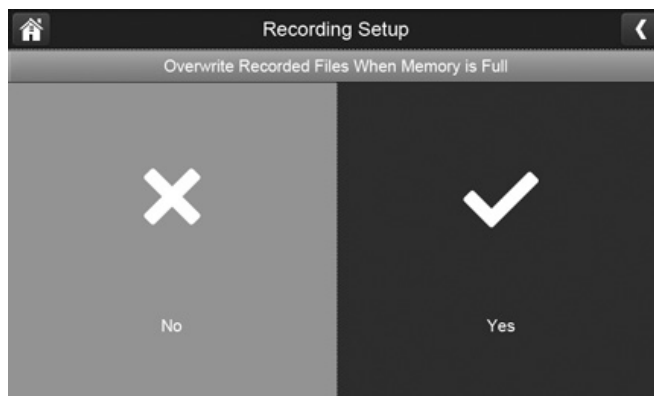 Recording Setup
Overwrite Recorded Files When Memory is Full
No
Yes